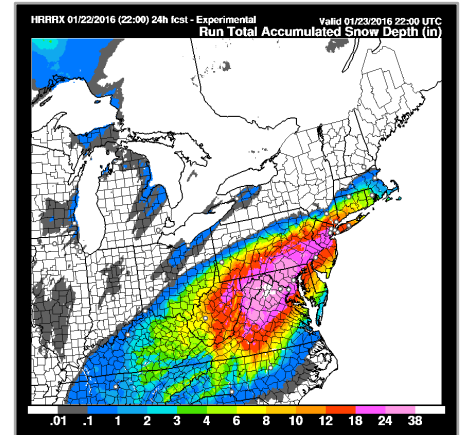 HRRRX 01/22/2016 (22:00) 24h fcst - Experimental
Valid 01/23/2016 22:00 UTC
Run Total Accumulated Snow Depth (in)
.01 .1 1 2 3 4 6 8 10 12 18 24 38